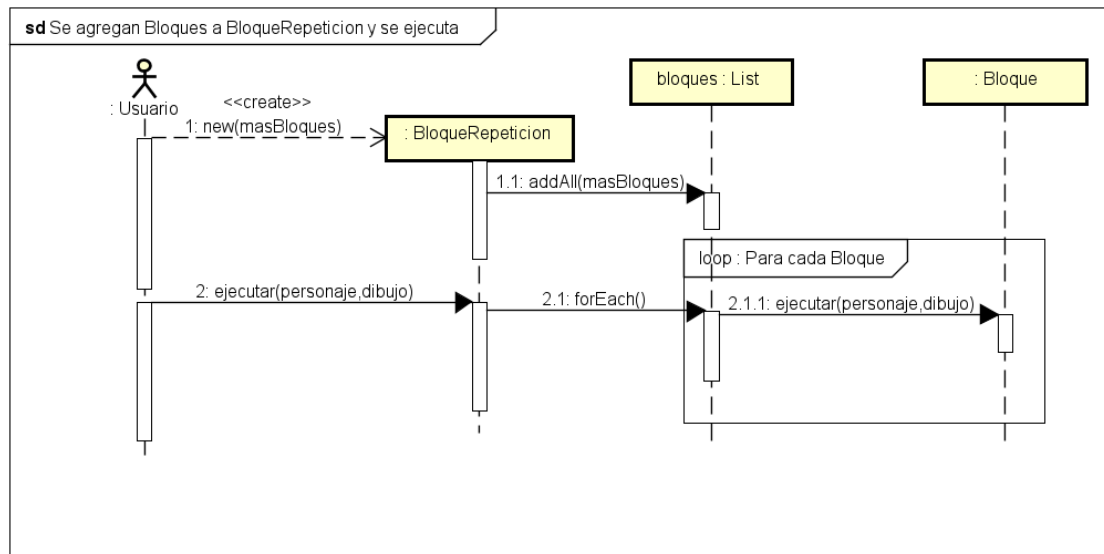 sd Se agregan Bloques a BloqueRepeticion y se ejecuta
: Usuario
bloques : List
: Bloque
<<create>>
1: new(masBloques)
: BloqueRepeticion
1.1: addAll(masBloques)
loop : Para cada Bloque
2: ejecutar(personaje,dibujo)
2.1: forEach()
2.1.1: ejecutar(personaje,dibujo)